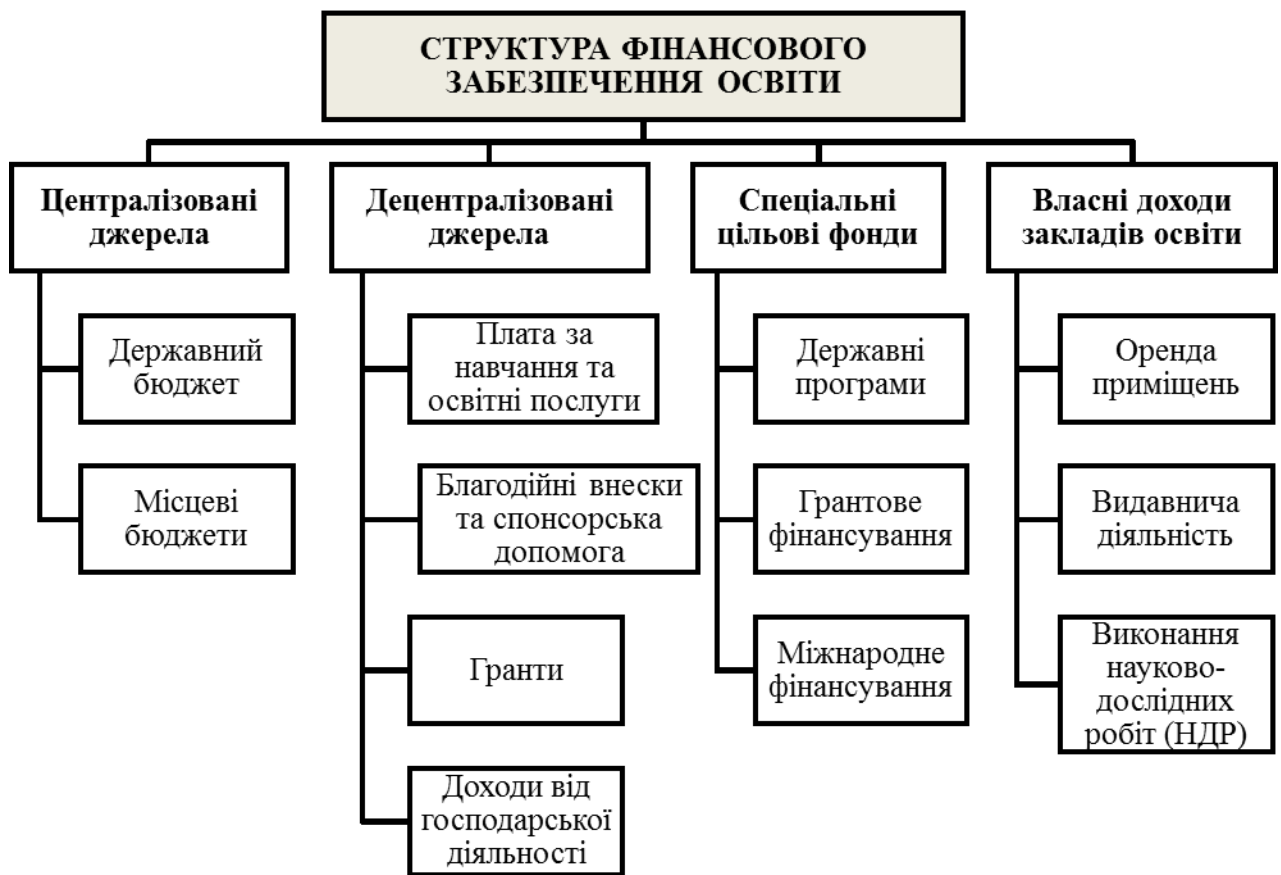 СТРУКТУРА ФІНАНСОВОГО
ЗАБЕЗПЕЧЕННЯ ОСВІТИ
Централізовані
джерела
Державний
бюджет
Місцеві
бюджети
Децентралізовані
джерела
Плата за
навчання та
освітні послуги
Благодійні внески
та спонсорська
допомога
Гранти
Доходи від
господарської
діяльності
Спеціальні
цільові фонди
Державні
програми
Грантове
фінансування
Міжнародне
фінансування
Власні доходи
закладів освіти
Оренда
приміщень
Видавнича
діяльність
Виконання
науково-
дослідних
робіт (НДР)